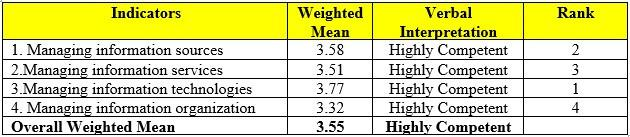 Indicators Weighted Mean Verbal Interpretation Rank
1. Managing information sources 3.58 Highly Competent 2
2.Managing information services 3.51 Highly Competent 3
3.Managing information technologies 3.77 Highly Competent 1
4. Managing information organization 3.32 Highly Competent 4
Overall Weighted Mean 3.55 Highly Competent